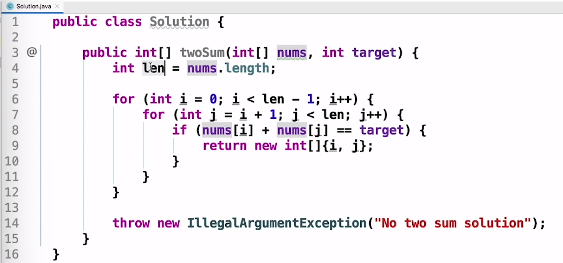 Solution.java
1 public class Solution {
2
3 @ public int[] twoSum(int[] nums, int target) {
4 int len = nums.length;
5
6 for (int i = 0; i < len - 1; i++) {
7 for (int j = i + 1; j < len; j++) {
8 if (nums[i] + nums[j] == target) {
9 return new int[]{i, j};
10 }
11 }
12 }
13
14 throw new IllegalArgumentException("No two sum solution");
15 }
16 }